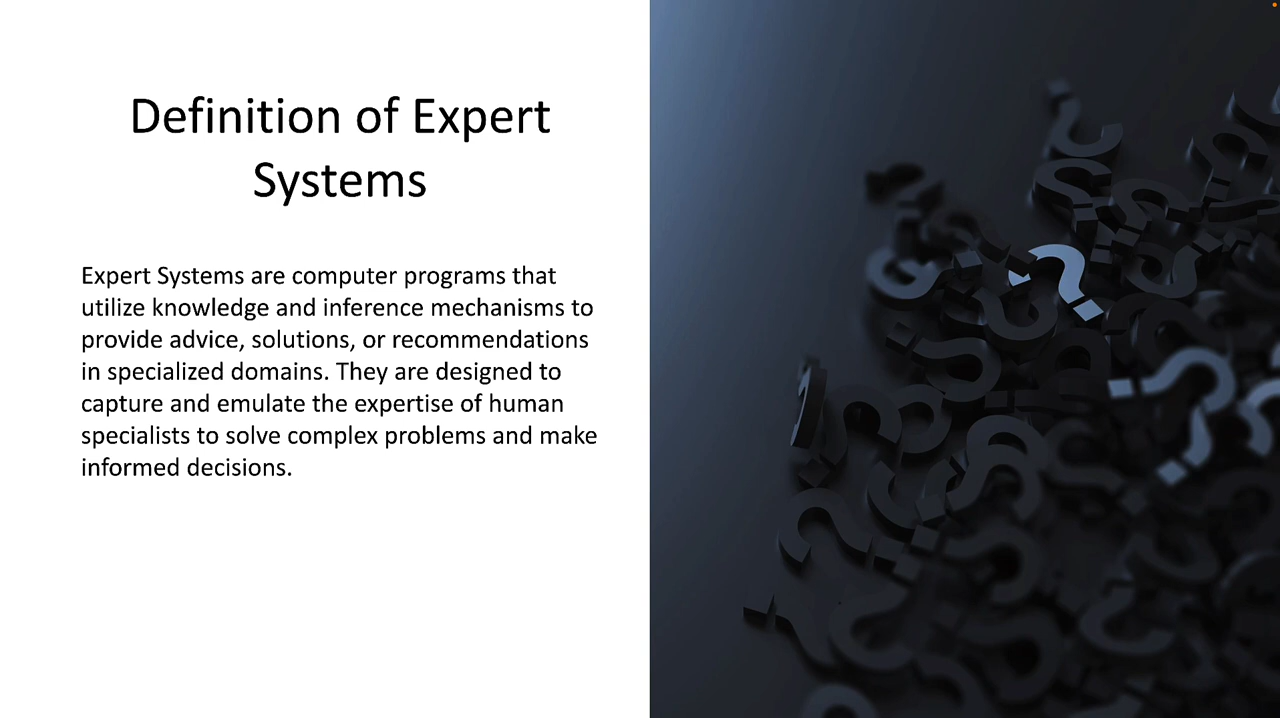 Definition of Expert
Systems
Expert Systems are computer programs that
utilize knowledge and inference mechanisms to
provide advice, solutions, or recommendations
in specialized domains. They are designed to
capture and emulate the expertise of human
specialists to solve complex problems and make
informed decisions.